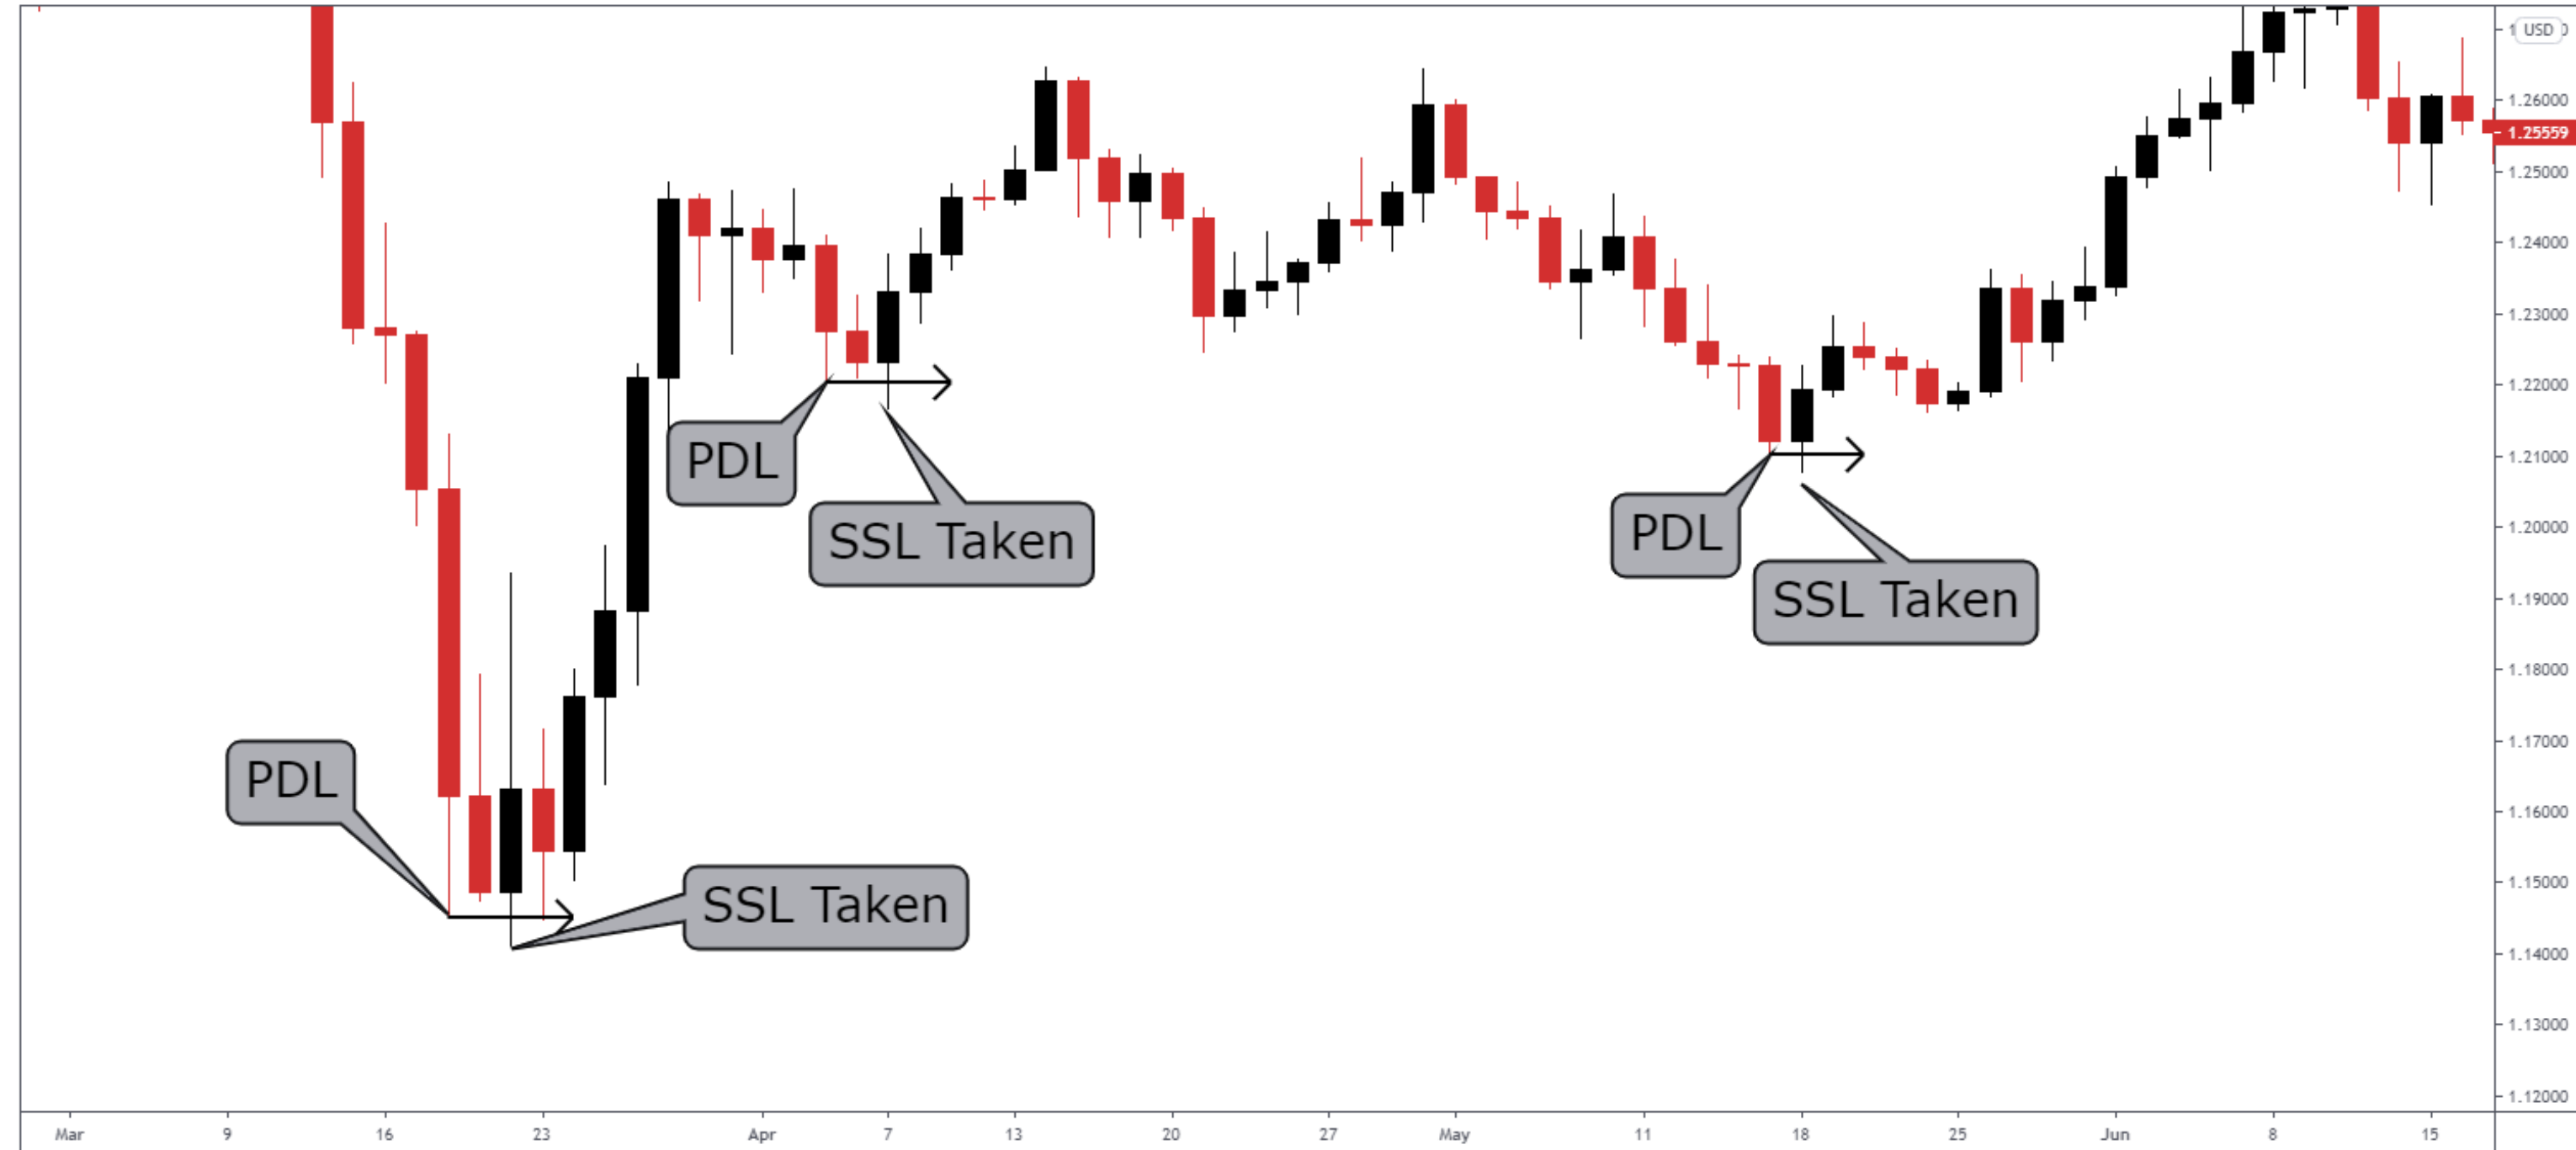 USD
1.26000
1.25559
1.25000
1.24000
1.23000
1.22000
PDL
1.21000
SSL Taken
PDL
1.20000
SSL Taken
1.19000
1.18000
1.17000
PDL
1.16000
SSL Taken
1.15000
1.14000
1.13000
1.12000
Mar 9 16 23 Apr 7 13 20 27 May 11 18 25 Jun 8 15